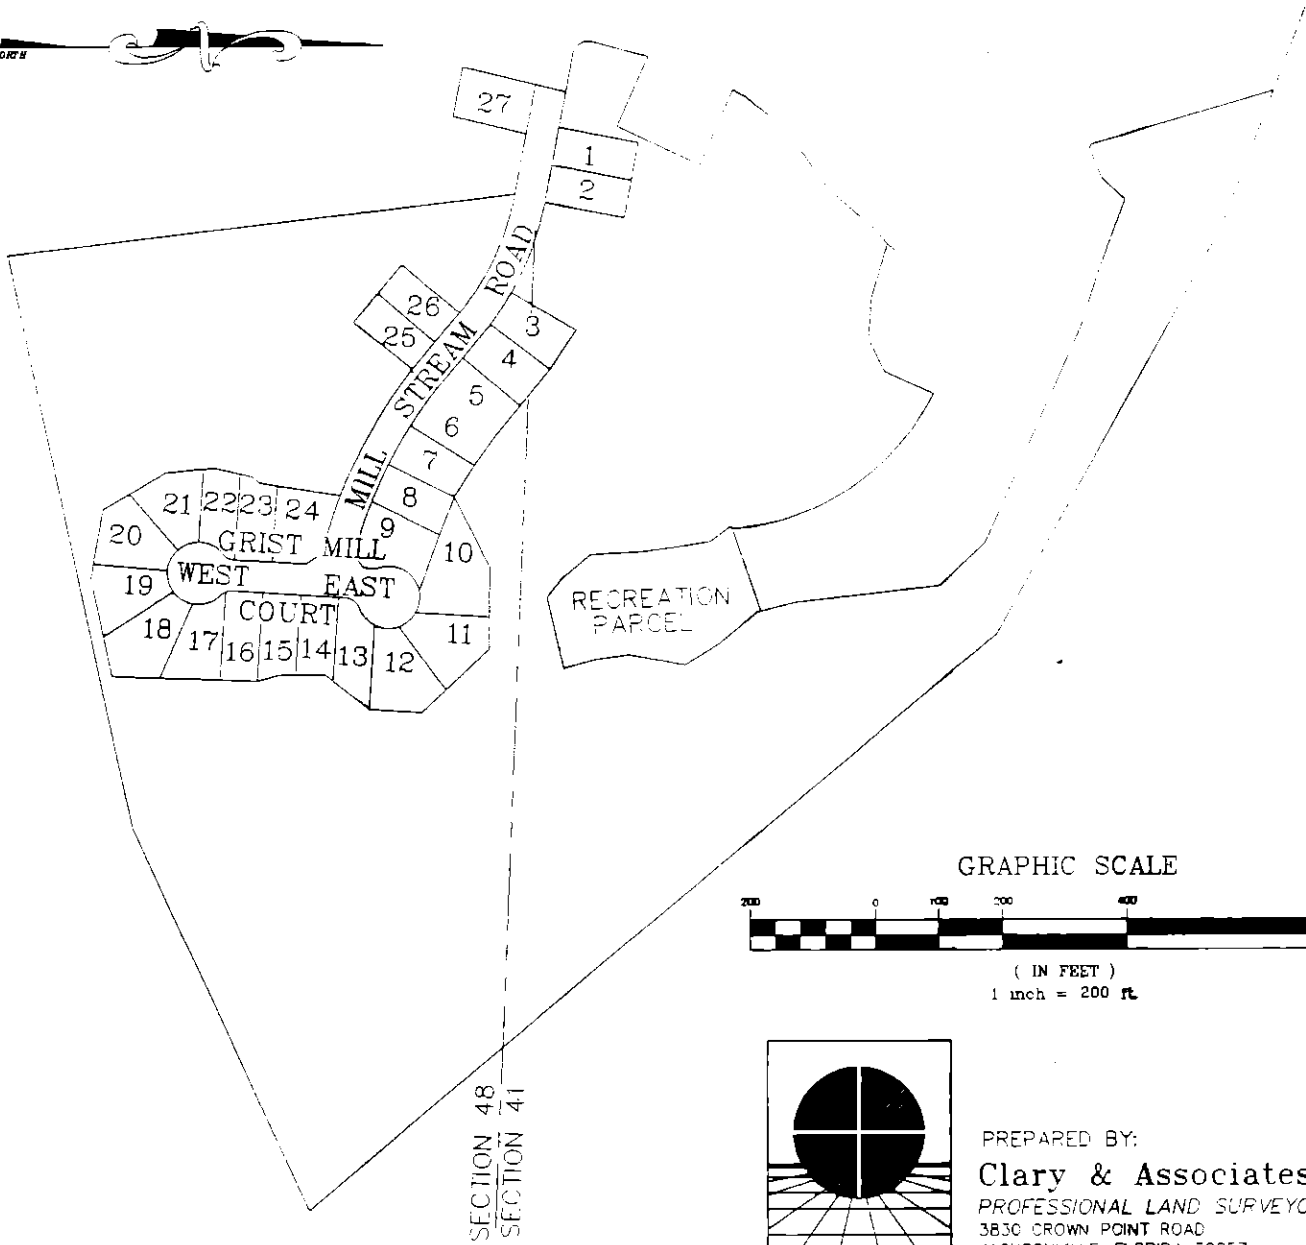 27
1
2
ROAD
26
25
3
STREAM
4
5
6
7
MILL
8
9
21
22
23
24
20
10
GRIST MILL
WEST
EAST
19
COURT
18
17
16
15
14
13
12
11
RECREATION
PARCEL
GRAPHIC SCALE
200
0
100
200
400
( IN FEET )
1 inch = 200 ft.
SECTION 48
SECTION 41
PREPARED BY:
Clary & Associates
PROFESSIONAL LAND SURVEYO
3830 CROWN POINT ROAD